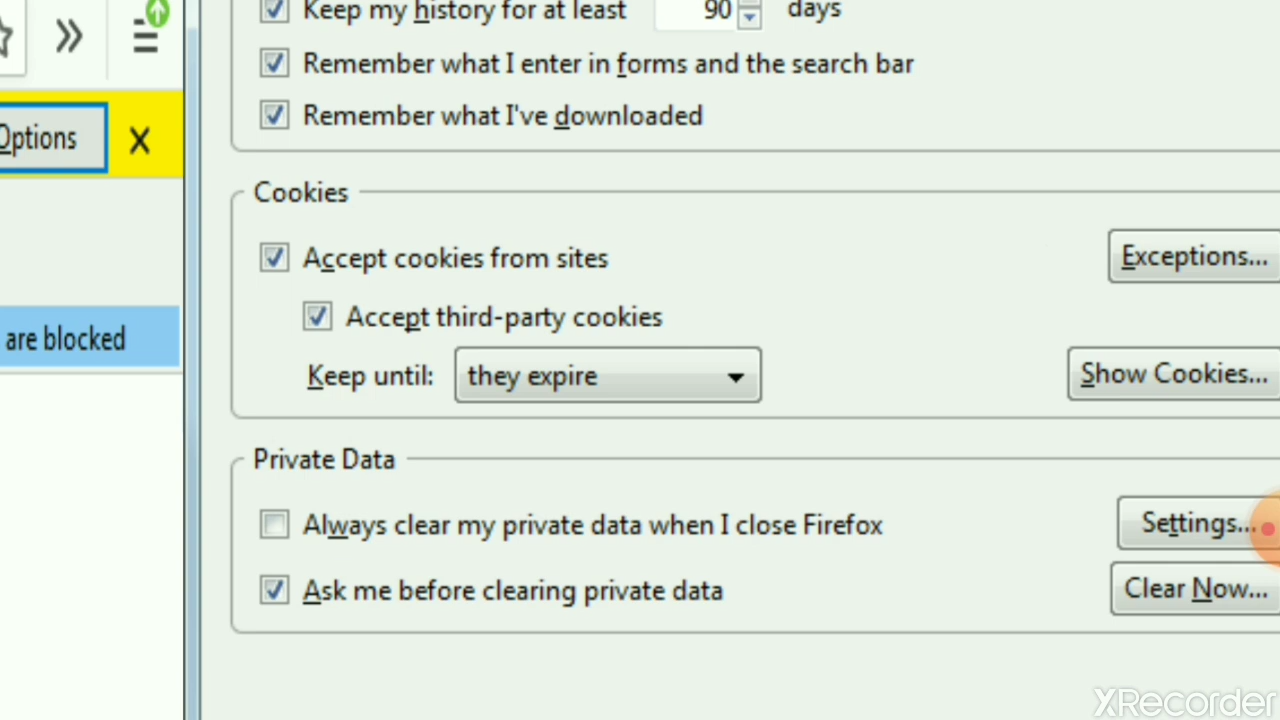 Keep my history for at least 90 days
Remember what I enter in forms and the search bar
Options X
Remember what I've downloaded
Cookies
Accept cookies from sites
Exceptions...
are blocked
Accept third-party cookies
Keep until: they expire
Show Cookies...
Private Data
Always clear my private data when I close Firefox
Settings...
Ask me before clearing private data
Clear Now...
XRecorder